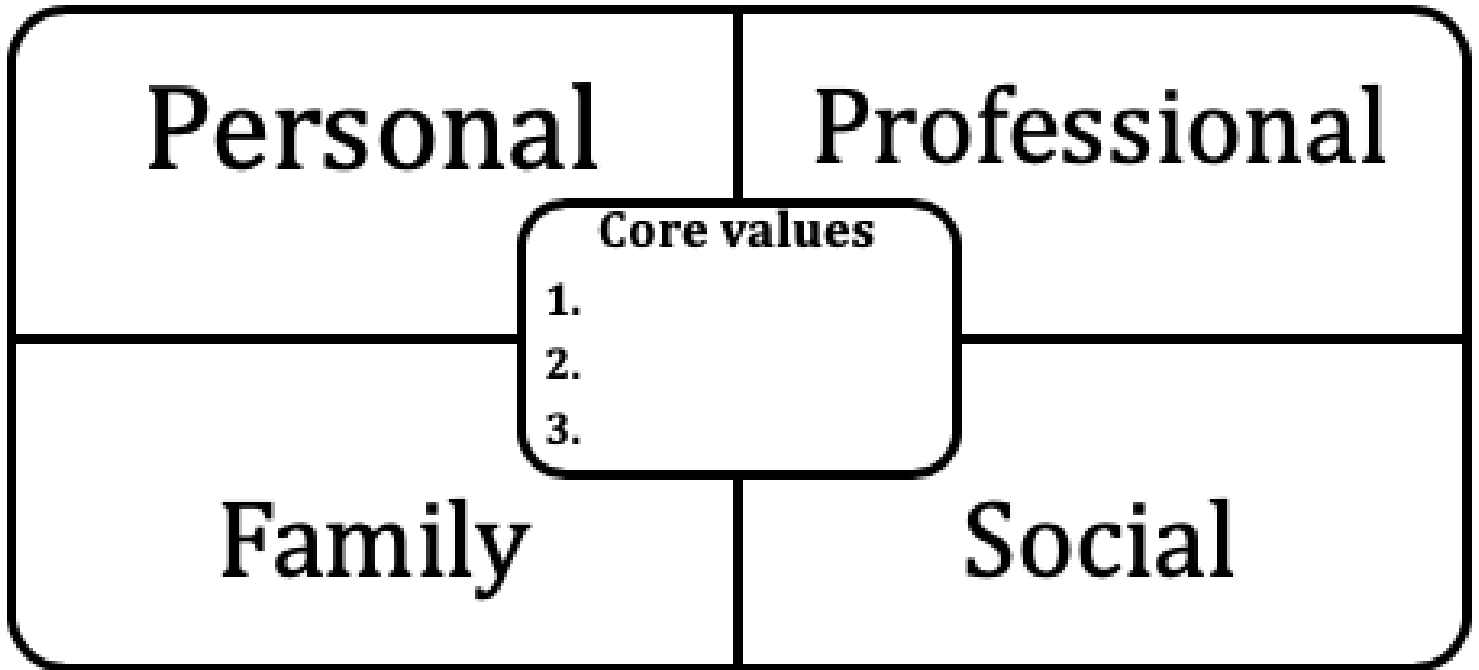 Personal
Professional
Core values
1.
2.
3.
Family
Social